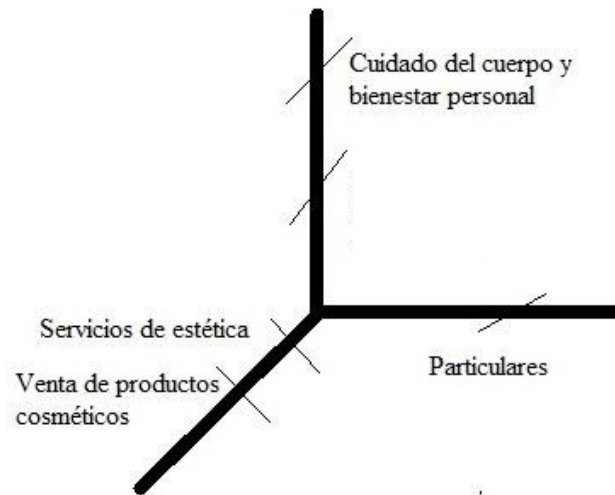 Cuidado del cuerpo y
bienestar personal
Servicios de estética
Venta de productos
cosméticos
Particulares